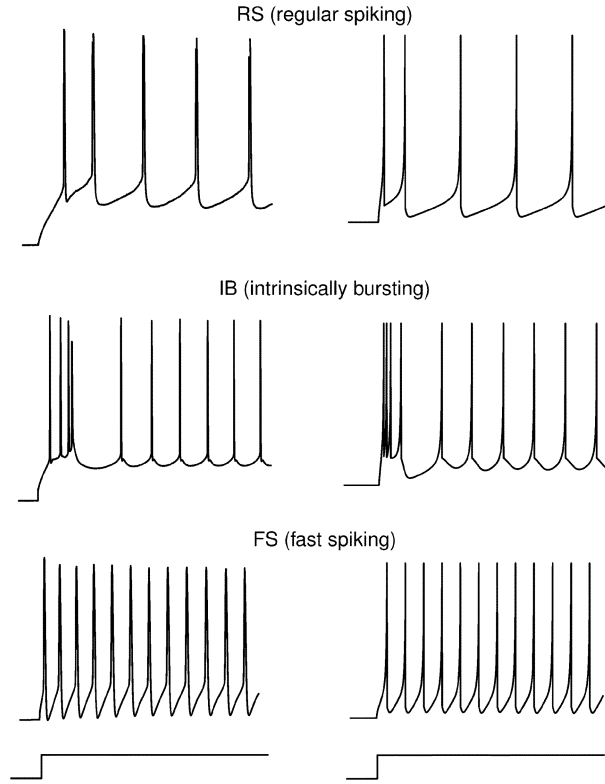 RS (regular spiking)
IB (intrinsically bursting)
FS (fast spiking)